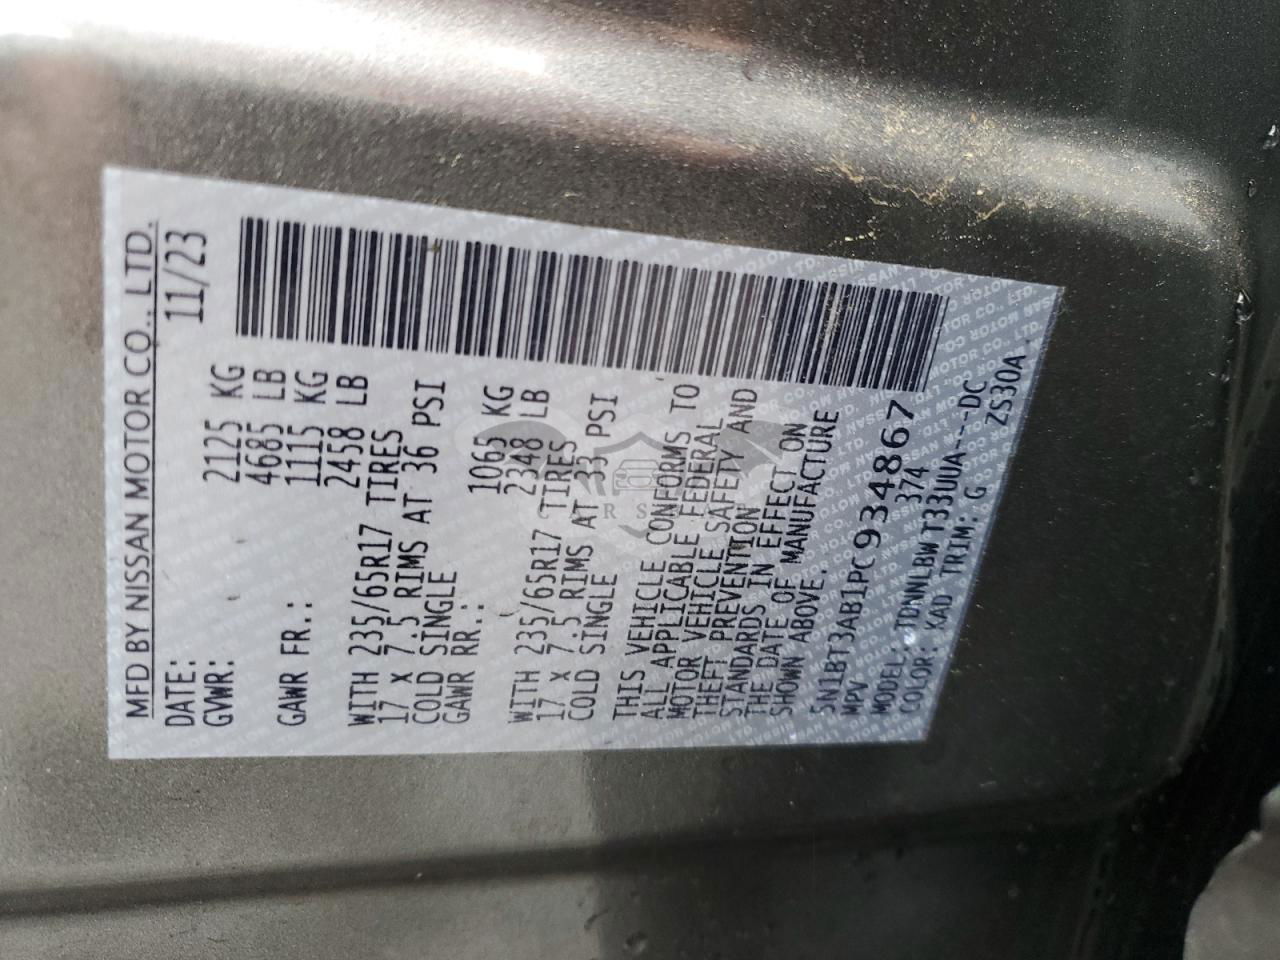 MFD BY NISSAN MOTOR CO., LTD.
DATE: 11/23
GVWR: 2125 KG
4685 LB
GAWR FR.: 1115 KG
2458 LB
WITH 235/65R17 TIRES
17 X 7.5 RIMS AT 36 PSI
COLD SINGLE
GAWR RR.: 1065 KG
2348 LB
WITH 235/65R17 TIRES
17 X 7.5 RIMS AT 33 PSI
COLD SINGLE
THIS VEHICLE CONFORMS TO
ALL APPLICABLE FEDERAL
MOTOR VEHICLE SAFETY AND
THEFT PREVENTION
STANDARDS IN EFFECT ON
THE DATE OF MANUFACTURE
SHOWN ABOVE
5N1BT3AB1PC934867
MPV 374
MODEL: TDNNLBW T33UUA---DC
COLOR: KAD TRIM: G ZS30A